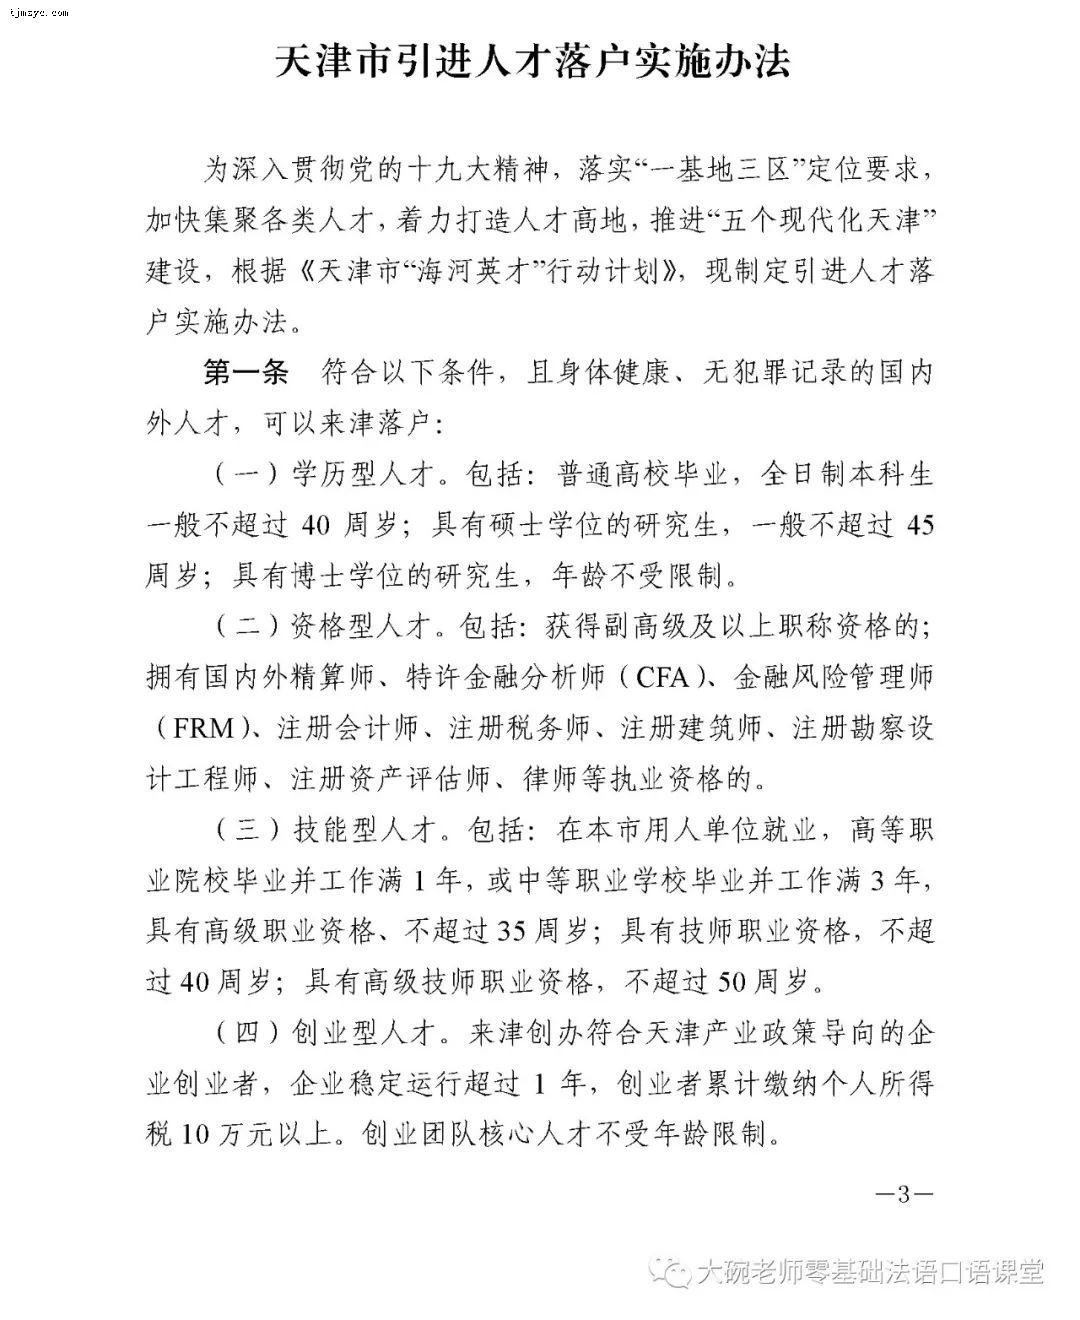 tjmzyc.com
天津市引进人才落户实施办法
为深入贯彻党的十九大精神，落实“一基地三区”定位要求，
加快集聚各类人才，着力打造人才高地，推进“五个现代化天津”
建设，根据《天津市“海河英才”行动计划》，现制定引进人才落
户实施办法。
第一条 符合以下条件，且身体健康、无犯罪记录的国内
外人才，可以来津落户：
（一）学历型人才。包括：普通高校毕业，全日制本科生
一般不超过 40 周岁；具有硕士学位的研究生，一般不超过 45
周岁；具有博士学位的研究生，年龄不受限制。
（二）资格型人才。包括：获得副高级及以上职称资格的；
拥有国内外精算师、特许金融分析师（CFA）、金融风险管理师
（FRM）、注册会计师、注册税务师、注册建筑师、注册勘察设
计工程师、注册资产评估师、律师等执业资格的。
（三）技能型人才。包括：在本市用人单位就业，高等职
业院校毕业并工作满 1 年，或中等职业学校毕业并工作满 3 年，
具有高级职业资格、不超过 35 周岁；具有技师职业资格，不超
过 40 周岁；具有高级技师职业资格，不超过 50 周岁。
（四）创业型人才。来津创办符合天津产业政策导向的企
业创业者，企业稳定运行超过 1 年，创业者累计缴纳个人所得
税 10 万元以上。创业团队核心人才不受年龄限制。
—3—
大碗老师零基础法语口语课堂